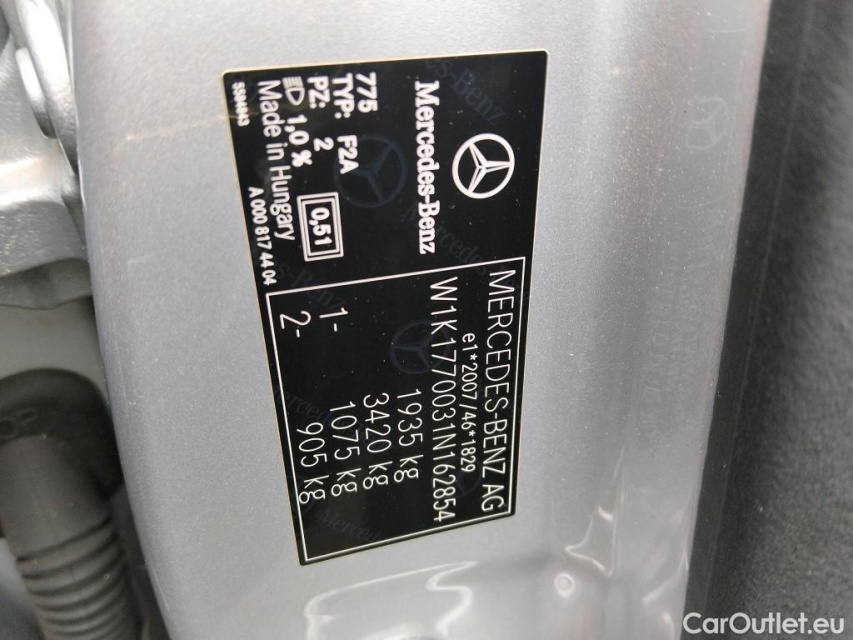 Mercedes-Benz
775
TYP: F2A
PZ: 2
1,0 %
0,51
Made in Hungary
A 000 817 44 04
MERCEDES-BENZ AG
e1*2007/46*1829
W1K1770031N162854
1935 kg
3420 kg
1- 1075 kg
2- 905 kg
CarOutlet.eu